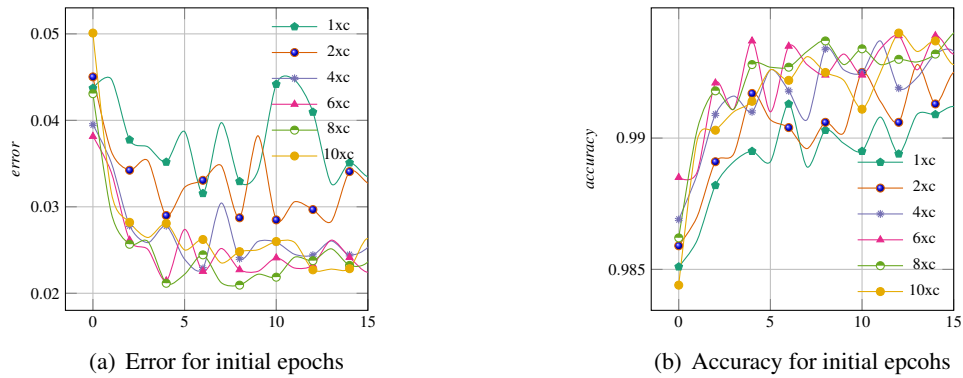 0.05
0.04
0.03
0.02
error
0
5
10
15
1xc
2xc
4xc
6xc
8xc
10xc
(a) Error for initial epochs
0.99
0.985
accuracy
0
5
10
15
1xc
2xc
4xc
6xc
8xc
10xc
(b) Accuracy for initial epcohs